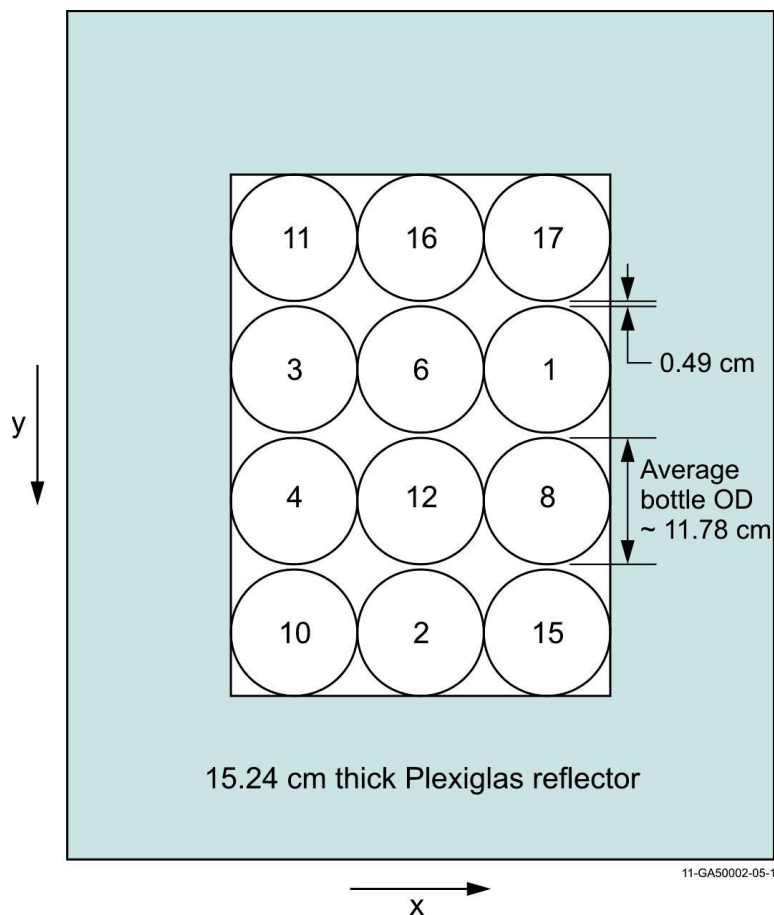 11 16 17
0.49 cm
3 6 1
y
Average
bottle OD
~ 11.78 cm
4 12 8
10 2 15
15.24 cm thick Plexiglas reflector
11-GA50002-05-1
x